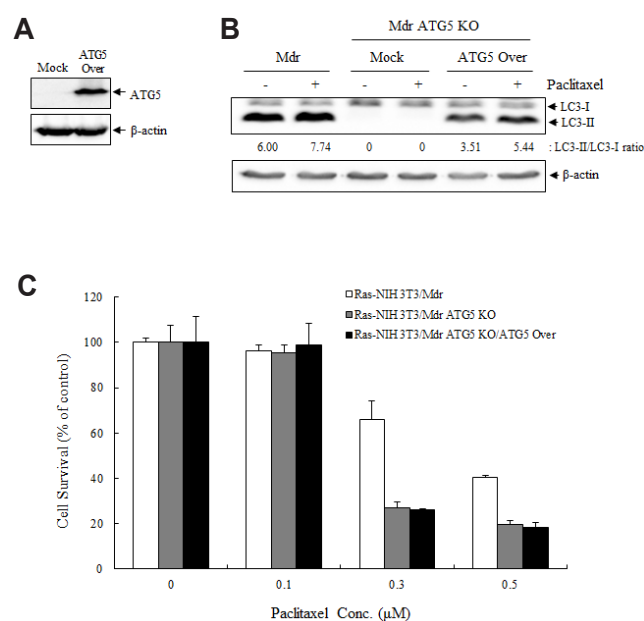 A
Mock
ATG5
Over
ATG5
β-actin
B
Mdr ATG5 KO
Mdr
Mock
ATG5 Over
- + - + - + Paclitaxel
LC3-I
LC3-II
6.00 7.74 0 0 3.51 5.44 : LC3-II/LC3-I ratio
β-actin
C
Ras-NIH 3T3/Mdr
Ras-NIH 3T3/Mdr ATG5 KO
Ras-NIH 3T3/Mdr ATG5 KO/ATG5 Over
Cell Survival (% of control)
120
100
80
60
40
20
0
0 0.1 0.3 0.5
Paclitaxel Conc. (µM)